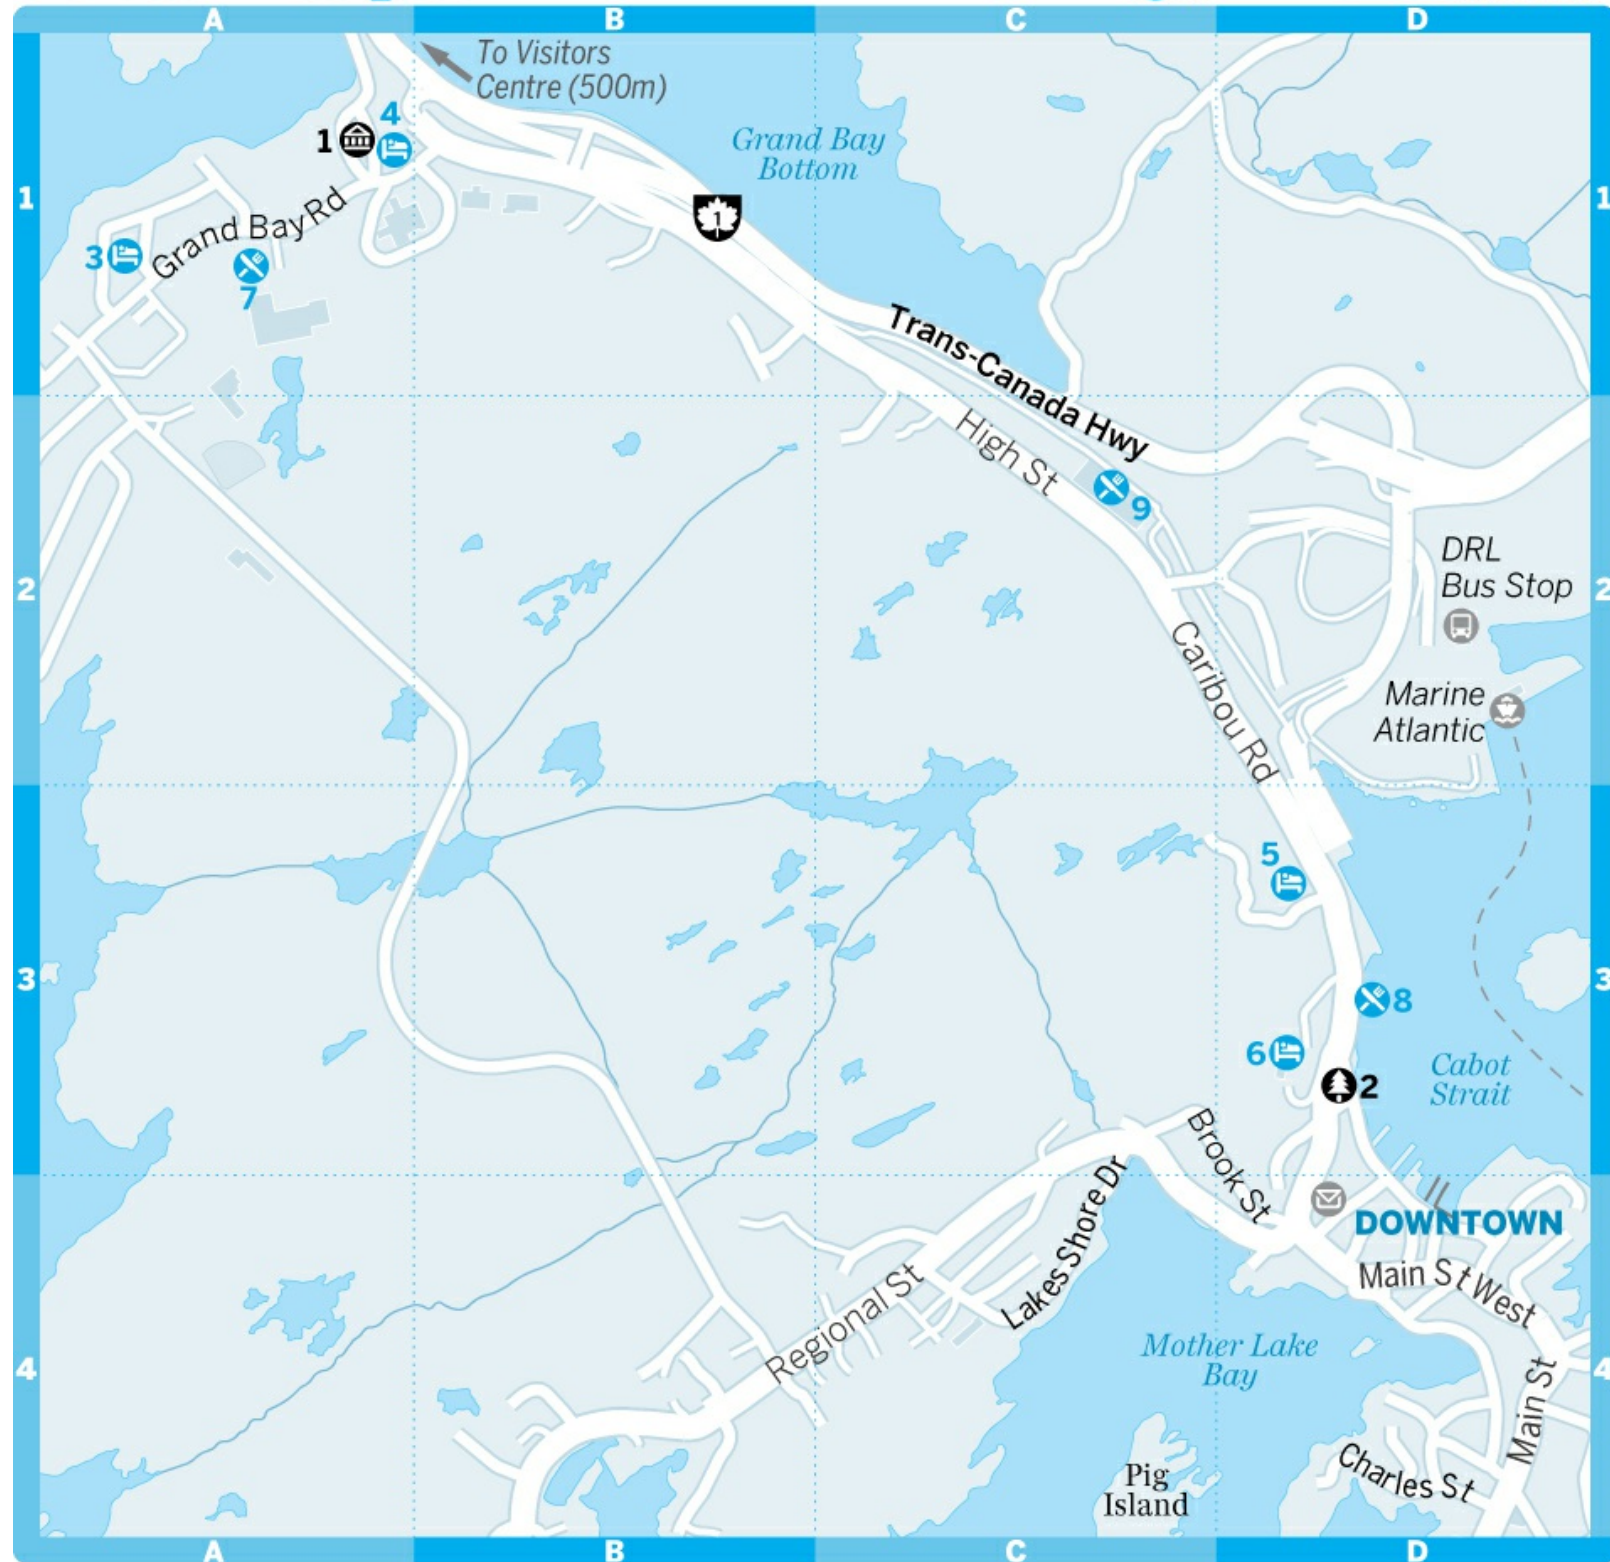 A
B
C
D
To Visitors
Centre (500m)
4
1
Grand Bay
Bottom
1
1
1
Grand Bay Rd
3
7
Trans-Canada Hwy
High St
9
DRL
Bus Stop
2
2
Caribou Rd
Marine
Atlantic
5
3
3
8
6
Cabot
Strait
2
Brook St
Lakes Shore Dr
DOWNTOWN
Main St West
Regional St
Mother Lake
Bay
4
4
Main St
Charles St
Pig
Island
A
B
C
D